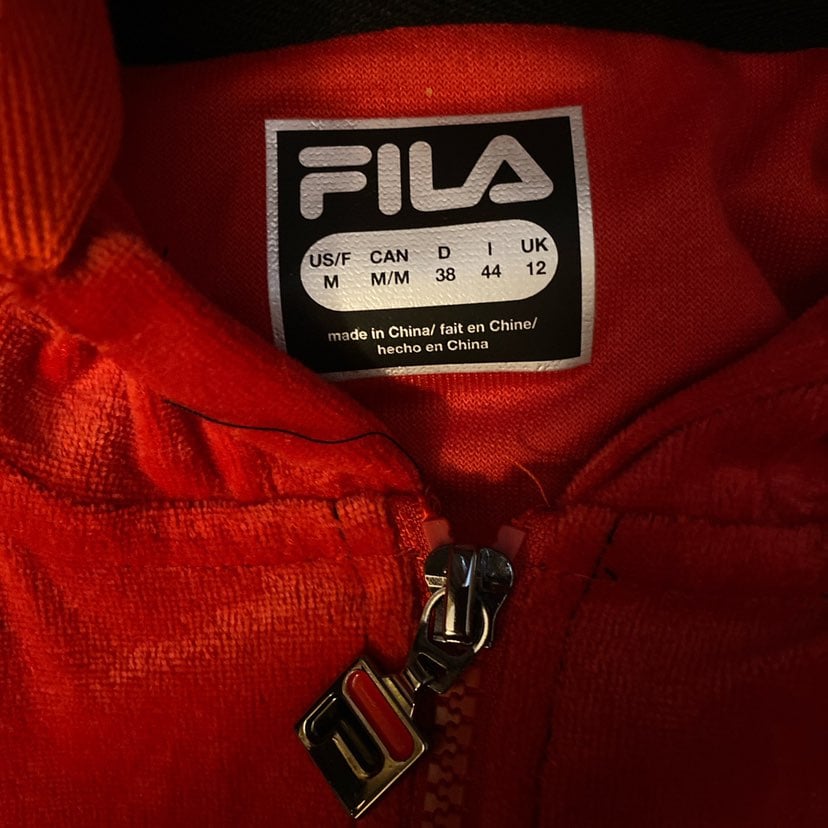 FILA
US/F CAN D I UK
M M/M 38 44 12
made in China/ fait en Chine/
hecho en China